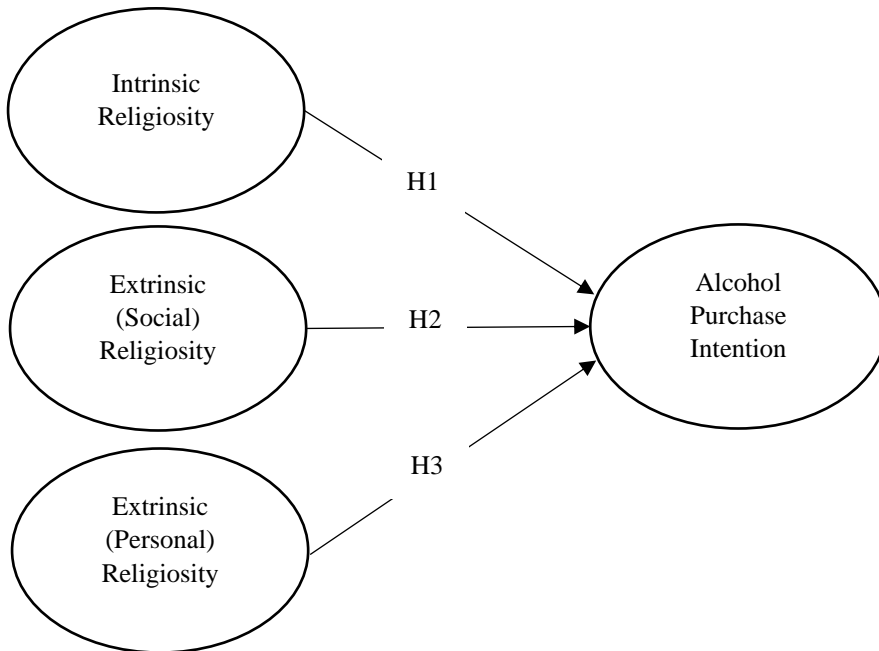 Intrinsic
Religiosity
H1
Extrinsic
(Social)
Religiosity
H2
Alcohol
Purchase
Intention
H3
Extrinsic
(Personal)
Religiosity